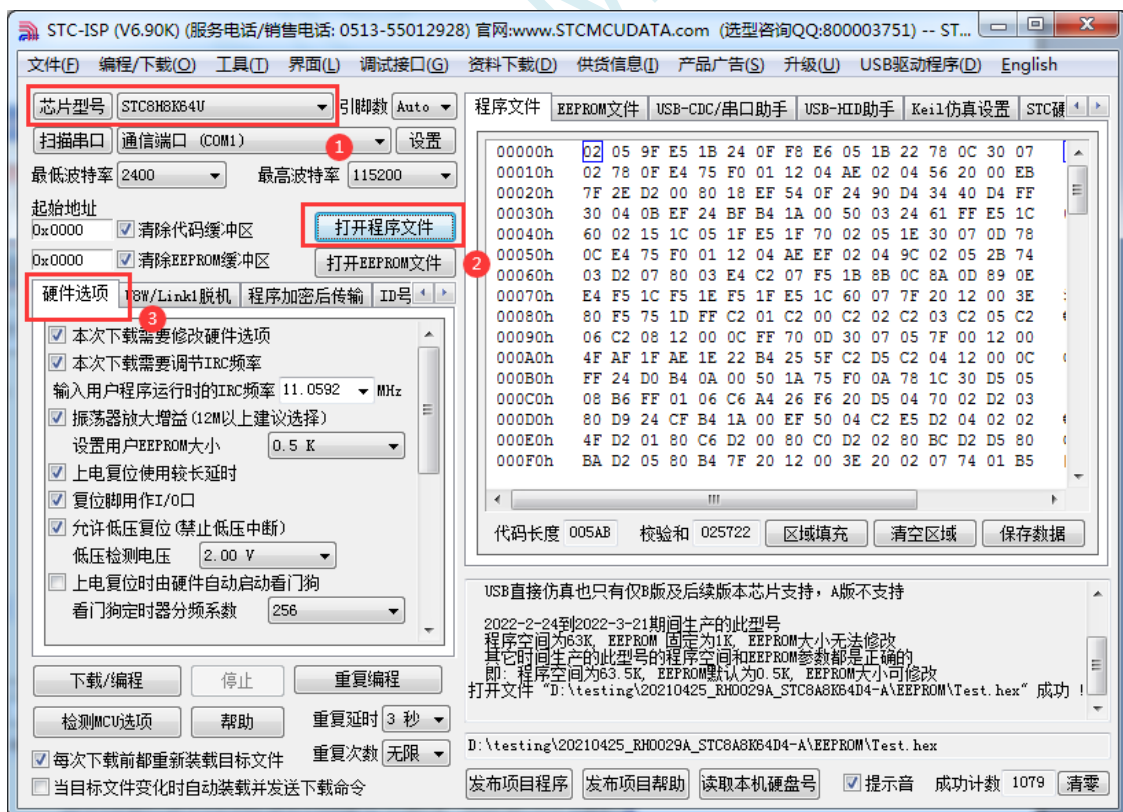 STC-ISP (V6.90K) (服务电话/销售电话: 0513-55012928) 官网:www.STCMCUDATA.com (选型咨询QQ:800003751) -- ST...
文件(F) 编程/下载(O) 工具(T) 界面(L) 调试接口(G) 资料下载(D) 供货信息(I) 产品广告(S) 升级(U) USB驱动程序(D) English
芯片型号 STC8H8K64U 引脚数 Auto
扫描串口 通信端口 (COM1) 设置
1
最低波特率 2400 最高波特率 115200
起始地址
0x0000 清除代码缓冲区 打开程序文件
0x0000 清除EEPROM缓冲区 打开EEPROM文件
2
硬件选项 U8W/Link1脱机 程序加密后传输 ID号
3
本次下载需要修改硬件选项
本次下载需要调节IRC频率
输入用户程序运行时的IRC频率 11.0592 MHz
振荡器放大增益(12M以上建议选择)
设置用户EEPROM大小 0.5 K
上电复位使用较长延时
复位脚用作I/O口
允许低压复位(禁止低压中断)
低压检测电压 2.00 V
上电复位时由硬件自动启动看门狗
看门狗定时器分频系数 256
下载/编程 停止 重复编程
检测MCU选项 帮助 重复延时 3 秒
每次下载前都重新装载目标文件 重复次数 无限
当目标文件变化时自动装载并发送下载命令
程序文件 EEPROM文件 USB-CDC/串口助手 USB-HID助手 Keil仿真设置 STC硬
00000h 02 05 9F E5 1B 24 0F F8 E6 05 1B 22 78 0C 30 07
00010h 02 78 0F E4 75 F0 01 12 04 AE 02 04 56 20 00 EB
00020h 7F 2E D2 00 80 18 EF 54 0F 24 90 D4 34 40 D4 FF
00030h 30 04 0B EF 24 BF B4 1A 00 50 03 24 61 FF E5 1C
00040h 60 02 15 1C 05 1F E5 1F 70 02 05 1E 30 07 0D 78
00050h 0C E4 75 F0 01 12 04 AE EF 02 04 9C 02 05 2B 74
00060h 03 D2 07 80 03 E4 C2 07 F5 1B 8B 0C 8A 0D 89 0E
00070h E4 F5 1C F5 1E F5 1F E5 1C 60 07 7F 20 12 00 3E
00080h 80 F5 75 1D FF C2 01 C2 00 C2 02 C2 03 C2 05 C2
00090h 06 C2 08 12 00 0C FF 70 0D 30 07 05 7F 00 12 00
000A0h 4F AF 1F AE 1E 22 B4 25 5F C2 D5 C2 04 12 00 0C
000B0h FF 24 D0 B4 0A 00 50 1A 75 F0 0A 78 1C 30 D5 05
000C0h 08 B6 FF 01 06 C6 A4 26 F6 20 D5 04 70 02 D2 03
000D0h 80 D9 24 CF B4 1A 00 EF 50 04 C2 E5 D2 04 02 02
000E0h 4F D2 01 80 C6 D2 00 80 C0 D2 02 80 BC D2 D5 80
000F0h BA D2 05 80 B4 7F 20 12 00 3E 20 02 07 74 01 B5
代码长度 005AB 校验和 025722 区域填充 清空区域 保存数据
USB直接仿真也只有仅B版及后续版本芯片支持，A版不支持
2022-2-24到2022-3-21期间生产的此型号
程序空间为63K, EEPROM 固定为1K, EEPROM大小无法修改
其它时间生产的此型号的程序空间和EEPROM参数都是正确的
即: 程序空间为63.5K, EEPROM默认为0.5K, EEPROM大小可修改
打开文件 "D:\testing\20210425_RH0029A_STC8A8K64D4-A\EEPROM\Test.hex" 成功 !
D:\testing\20210425_RH0029A_STC8A8K64D4-A\EEPROM\Test.hex
发布项目程序 发布项目帮助 读取本机硬盘号 提示音 成功计数 1079 清零